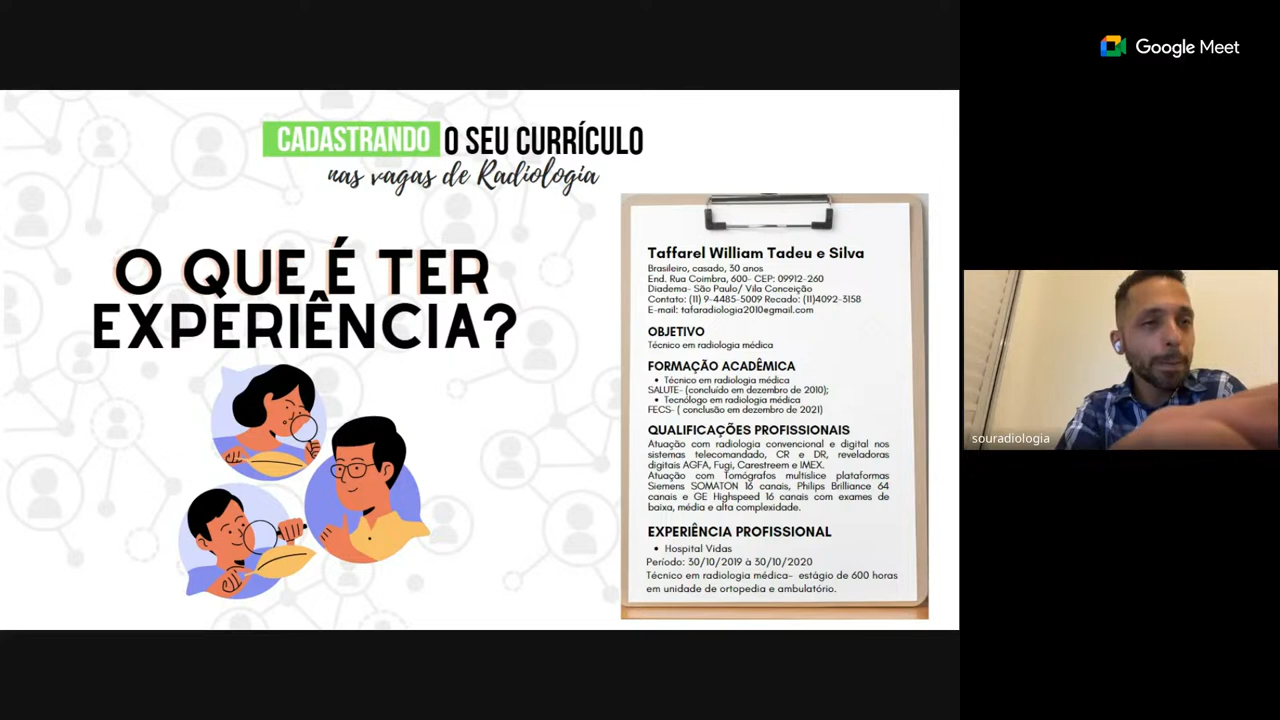 Google Meet
CADASTRANDO O SEU CURRÍCULO
nas vagas de Radiologia
O QUE É TER
EXPERIÊNCIA?
Taffarel William Tadeu e Silva
Brasileiro, casado, 30 anos
End. Rua Coimbra, 600- CEP: 09912-260
Diadema- São Paulo/ Vila Conceição
Contato: (11) 9-4485-5009 Recado: (11)4092-3158
E-mail: tafaradiologia2010@gmail.com
OBJETIVO
Técnico em radiologia médica
FORMAÇÃO ACADÊMICA
• Técnico em radiologia médica
SALUTE- (concluído em dezembro de 2010);
• Tecnólogo em radiologia médica
FECS- ( conclusão em dezembro de 2021)
QUALIFICAÇÕES PROFISSIONAIS
Atuação com radiologia convencional e digital nos
sistemas telecomandado, CR e DR, reveladoras
digitais AGFA, Fugi, Carestreem e IMEX.
Atuação com Tomógrafos multislice plataformas
Siemens SOMATON 16 canais, Philips Brilliance 64
canais e GE Highspeed 16 canais com exames de
baixa, média e alta complexidade.
EXPERIÊNCIA PROFISSIONAL
• Hospital Vidas
Período: 30/10/2019 à 30/10/2020
Técnico em radiologia médica- estágio de 600 horas
em unidade de ortopedia e ambulatório.
souradiologia